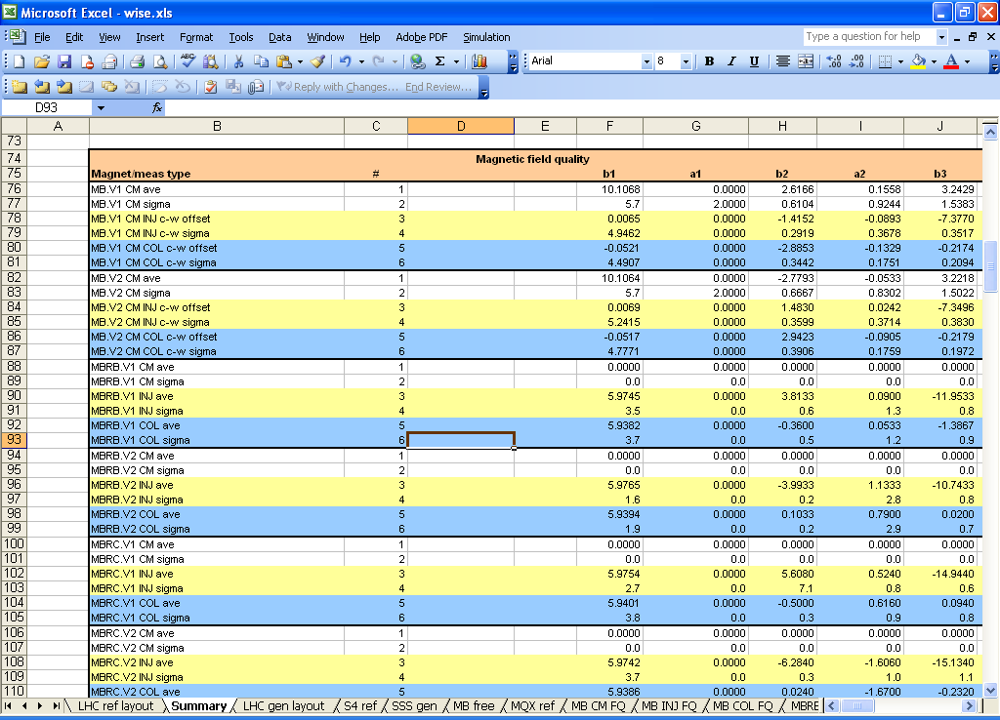 Microsoft Excel - wise.xls
File Edit View Insert Format Tools Data Window Help Adobe PDF Simulation Type a question for help
Arial 8 B I U
Reply with Changes... End Review...
D93 fx
A B C D E F G H I J
73
74 Magnetic field quality
75 Magnet/meas type # b1 a1 b2 a2 b3
76 MB.V1 CM ave 1 10.1068 0.0000 2.6166 0.1558 3.2429
77 MB.V1 CM sigma 2 5.7 2.0000 0.6104 0.9244 1.5383
78 MB.V1 CM INJ c-w offset 3 0.0065 0.0000 -1.4152 -0.0893 -7.3770
79 MB.V1 CM INJ c-w sigma 4 4.9462 0.0000 0.2919 0.3678 0.3517
80 MB.V1 CM COL c-w offset 5 -0.0521 0.0000 -2.8853 -0.1329 -0.2174
81 MB.V1 CM COL c-w sigma 6 4.4907 0.0000 0.3442 0.1751 0.2094
82 MB.V2 CM ave 1 10.1064 0.0000 -2.7793 -0.0533 3.2218
83 MB.V2 CM sigma 2 5.7 2.0000 0.6667 0.8302 1.5022
84 MB.V2 CM INJ c-w offset 3 0.0069 0.0000 1.4830 0.0242 -7.3496
85 MB.V2 CM INJ c-w sigma 4 5.2415 0.0000 0.3599 0.3714 0.3830
86 MB.V2 CM COL c-w offset 5 -0.0517 0.0000 2.9423 -0.0905 -0.2179
87 MB.V2 CM COL c-w sigma 6 4.7771 0.0000 0.3906 0.1759 0.1972
88 MBRB.V1 CM ave 1 0.0000 0.0000 0.0000 0.0000 0.0000
89 MBRB.V1 CM sigma 2 0.0 0.0 0.0 0.0 0.0
90 MBRB.V1 INJ ave 3 5.9745 0.0000 3.8133 0.0900 -11.9533
91 MBRB.V1 INJ sigma 4 3.5 0.0 0.6 1.3 0.8
92 MBRB.V1 COL ave 5 5.9382 0.0000 -0.3600 0.0533 -1.3867
93 MBRB.V1 COL sigma 6 3.7 0.0 0.5 1.2 0.9
94 MBRB.V2 CM ave 1 0.0000 0.0000 0.0000 0.0000 0.0000
95 MBRB.V2 CM sigma 2 0.0 0.0 0.0 0.0 0.0
96 MBRB.V2 INJ ave 3 5.9765 0.0000 -3.9933 1.1333 -10.7433
97 MBRB.V2 INJ sigma 4 1.6 0.0 0.2 2.8 0.8
98 MBRB.V2 COL ave 5 5.9394 0.0000 0.1033 0.7900 0.0200
99 MBRB.V2 COL sigma 6 1.9 0.0 0.2 2.9 0.7
100 MBRC.V1 CM ave 1 0.0000 0.0000 0.0000 0.0000 0.0000
101 MBRC.V1 CM sigma 2 0.0 0.0 0.0 0.0 0.0
102 MBRC.V1 INJ ave 3 5.9754 0.0000 5.6080 0.5240 -14.9440
103 MBRC.V1 INJ sigma 4 2.7 0.0 7.1 0.8 0.6
104 MBRC.V1 COL ave 5 5.9401 0.0000 -0.5000 0.6160 0.0940
105 MBRC.V1 COL sigma 6 3.8 0.0 0.3 0.9 0.8
106 MBRC.V2 CM ave 1 0.0000 0.0000 0.0000 0.0000 0.0000
107 MBRC.V2 CM sigma 2 0.0 0.0 0.0 0.0 0.0
108 MBRC.V2 INJ ave 3 5.9742 0.0000 -6.2840 -1.6060 -15.1340
109 MBRC.V2 INJ sigma 4 3.7 0.0 0.3 1.0 1.1
110 MBRC.V2 COL ave 5 5.9386 0.0000 0.0240 -1.6700 -0.2320
LHC ref layout Summary LHC gen layout S4 ref SSS gen MB free MQX ref MB CM FQ MB INJ FQ MB COL FQ MBRE